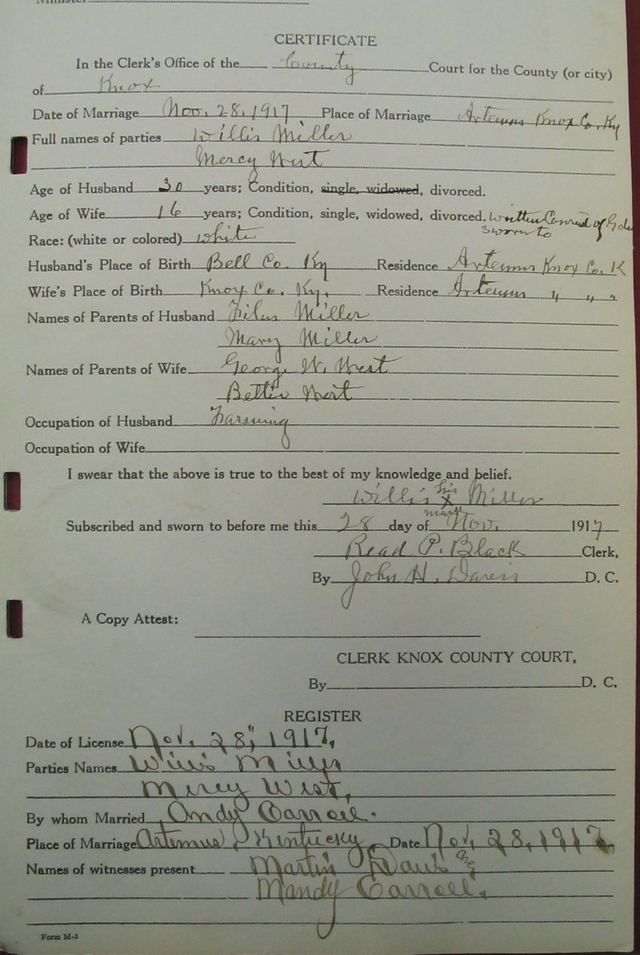 CERTIFICATE
In the Clerk's Office of the County Court for the County (or city)
of Knox
Date of Marriage Nov. 28, 1917 Place of Marriage Artemus Knox Co. Ky
Full names of parties Willis Miller
Mercy West
Age of Husband 30 years; Condition, single, widowed, divorced.
Age of Wife 16 years; Condition, single, widowed, divorced. written of
sworn to
Race: (white or colored) white
Husband's Place of Birth Bell Co. Ky Residence Artemus Knox Co. K
Wife's Place of Birth Knox Co. Ky. Residence Artemus " " "
Names of Parents of Husband Miller
Mary Miller
Names of Parents of Wife George W. West
Bettie West
Occupation of Husband Farming
Occupation of Wife
I swear that the above is true to the best of my knowledge and belief.
Willis his X mark Miller
Subscribed and sworn to before me this 28 day of Nov. 1917
Read P. Black Clerk,
By John H. Davis D. C.
A Copy Attest:
CLERK KNOX COUNTY COURT,
By D. C.
REGISTER
Date of License Nov. 28, 1917,
Parties Names Willis Miller
Mercy West,
By whom Married Andy Carroll.
Place of Marriage Artemus, Kentucky Date Nov, 28, 1917
Names of witnesses present Martin Davis and
Mandy Carroll.
Form M-3